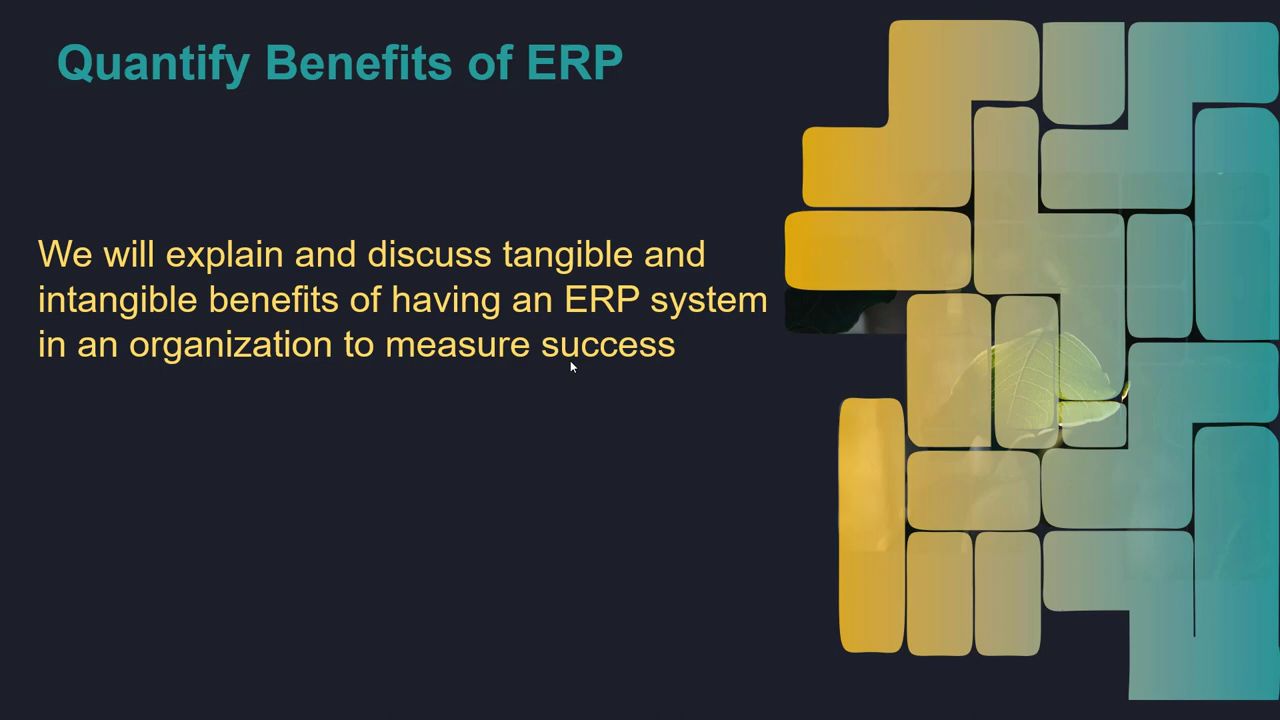 Quantify Benefits of ERP
We will explain and discuss tangible and
intangible benefits of having an ERP system
in an organization to measure success